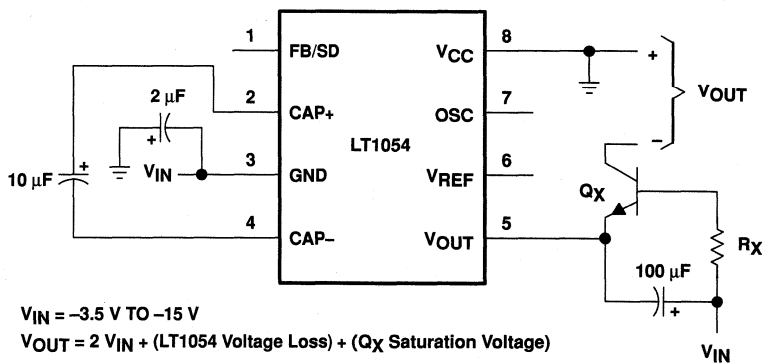 1
FB/SD
VCC
8
+
2 μF
+
2
CAP+
OSC
7
VOUT
LT1054
–
+
10 μF
VIN
3
GND
VREF
6
QX
4
CAP–
VOUT
5
RX
100 μF
+
VIN
VIN = –3.5 V TO –15 V
VOUT = 2 VIN + (LT1054 Voltage Loss) + (QX Saturation Voltage)